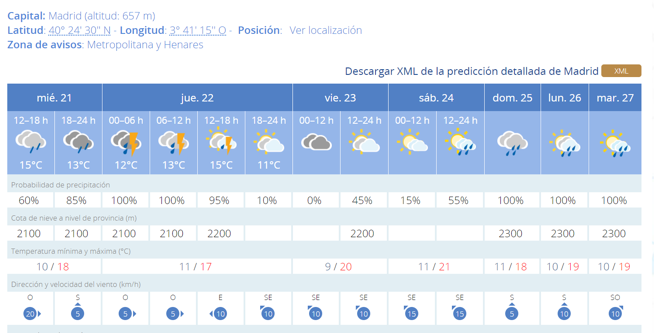 Capital: Madrid (altitud: 657 m)
Latitud: 40° 24' 30'' N - Longitud: 3° 41' 15'' O - Posición: Ver localización
Zona de avisos: Metropolitana y Henares
Descargar XML de la predicción detallada de Madrid XML
mié. 21 jue. 22 vie. 23 sáb. 24 dom. 25 lun. 26 mar. 27
12–18 h 18–24 h 00–06 h 06–12 h 12–18 h 18–24 h 00–12 h 12–24 h 00–12 h 12–24 h
15°C 13°C 12°C 13°C 15°C 11°C
Probabilidad de precipitación
60% 85% 100% 100% 95% 10% 0% 45% 15% 55% 100% 100% 100%
Cota de nieve a nivel de provincia (m)
2100 2100 2100 2100 2200 2200 2300 2300 2300
Temperatura mínima y máxima (°C)
10 / 18 11 / 17 9 / 20 11 / 21 11 / 18 10 / 19 10 / 19
Dirección y velocidad del viento (km/h)
O S O O E SE SE SE SE SE S S SO
20 5 5 5 10 10 10 10 15 15 5 10 10